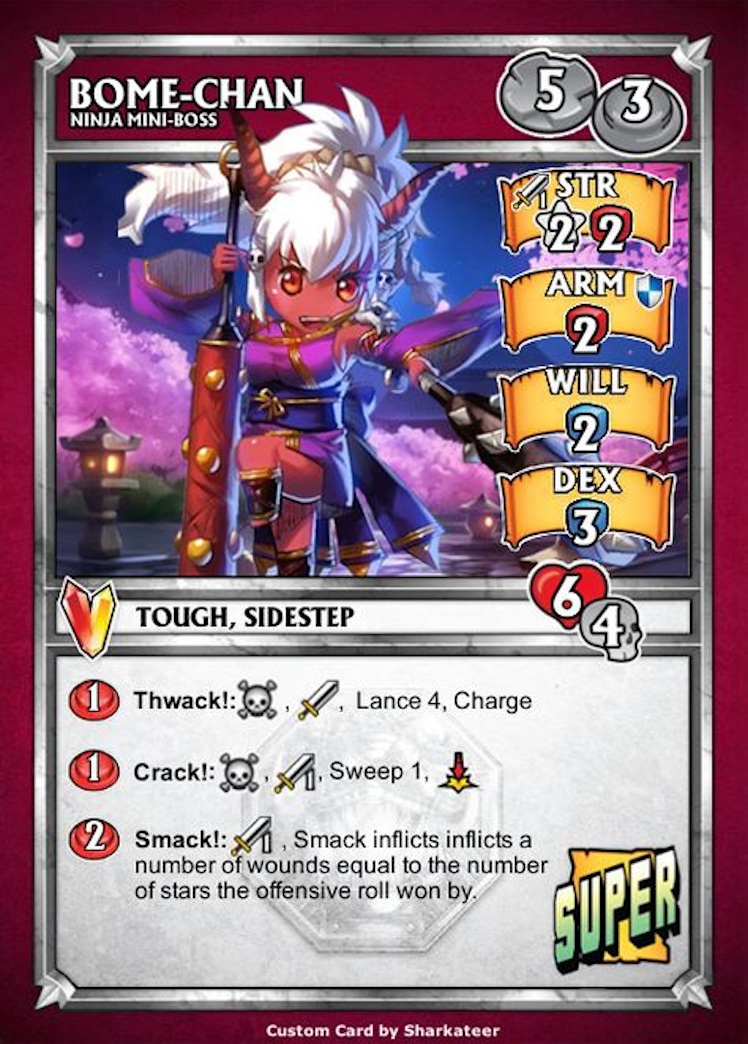 BOME-CHAN
NINJA MINI-BOSS
5 3
STR
2 2
ARM
2
WILL
2
DEX
3
TOUGH, SIDESTEP
6
4
1 Thwack!: , , Lance 4, Charge
1 Crack!: , , Sweep 1,
2 Smack!: , Smack inflicts inflicts a
number of wounds equal to the number
of stars the offensive roll won by.
SUPER
Custom Card by Sharkateer